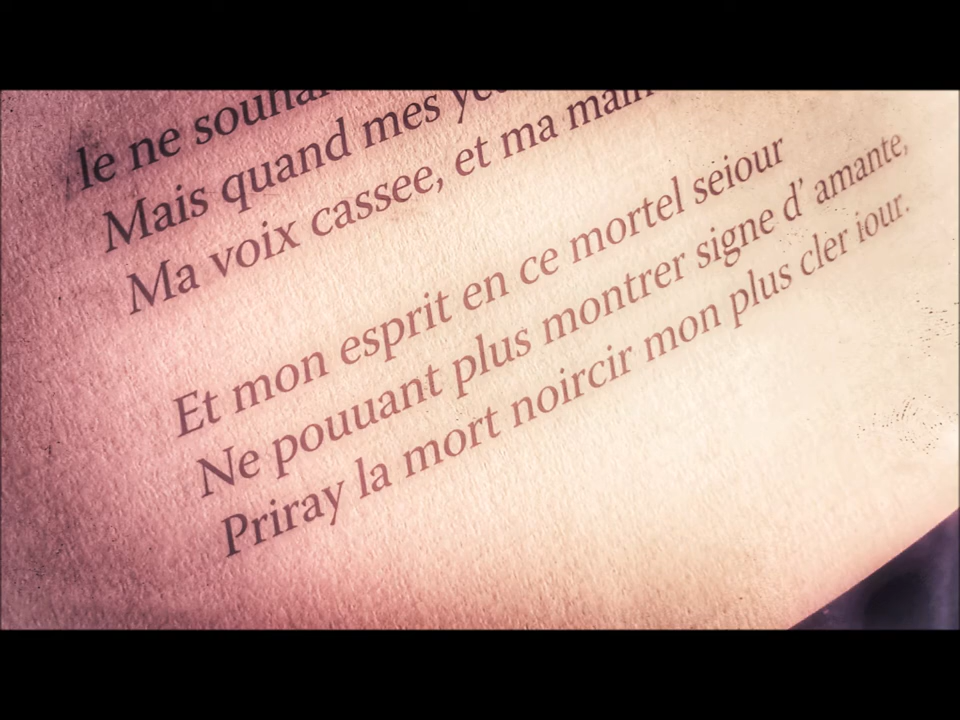 Ie ne
Mais quand mes
Ma voix cassee, et ma main
Et mon esprit en ce mortel seiour
Ne pouuant plus montrer signe d’ amante,
Priray la mort noircir mon plus cler iour.